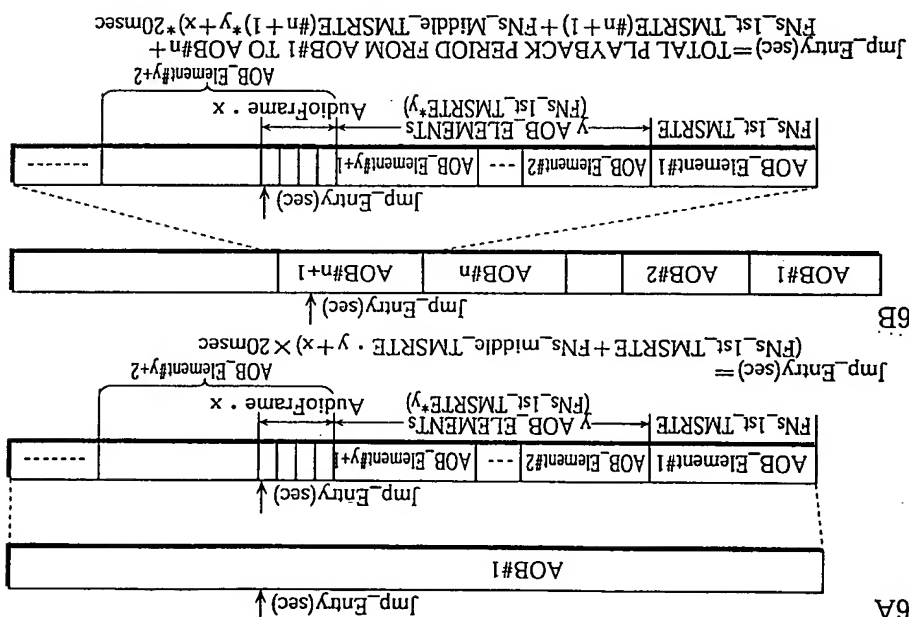 6A
Jmp_Entry(sec)
AOB#1
Jmp_Entry(sec)
AOB_Element#1 AOB_Element#2 --- AOB_Element#y+1 -------
FNs_1st_TMSRTE y AOB_ELEMENTs AudioFrame · x
(FNs_1st_TMSRTE*y)
AOB_Element#y+2
Jmp_Entry(sec)=
(FNs_1st_TMSRTE+FNs_middle_TMSRTE · y+x)×20msec
6B
Jmp_Entry(sec)
AOB#1 AOB#2 AOB#n AOB#n+1
Jmp_Entry(sec)
AOB_Element#1 AOB_Element#2 --- AOB_Element#y+1 -------
FNs_1st_TMSRTE y AOB_ELEMENTs AudioFrame · x
(FNs_1st_TMSRTE*y)
AOB_Element#y+2
Jmp_Entry(sec)=TOTAL PLAYBACK PERIOD FROM AOB#1 TO AOB#n+
FNs_1st_TMSRTE(#n+1)+FNs_Middle_TMSRTE(#n+1)*y+x)*20msec